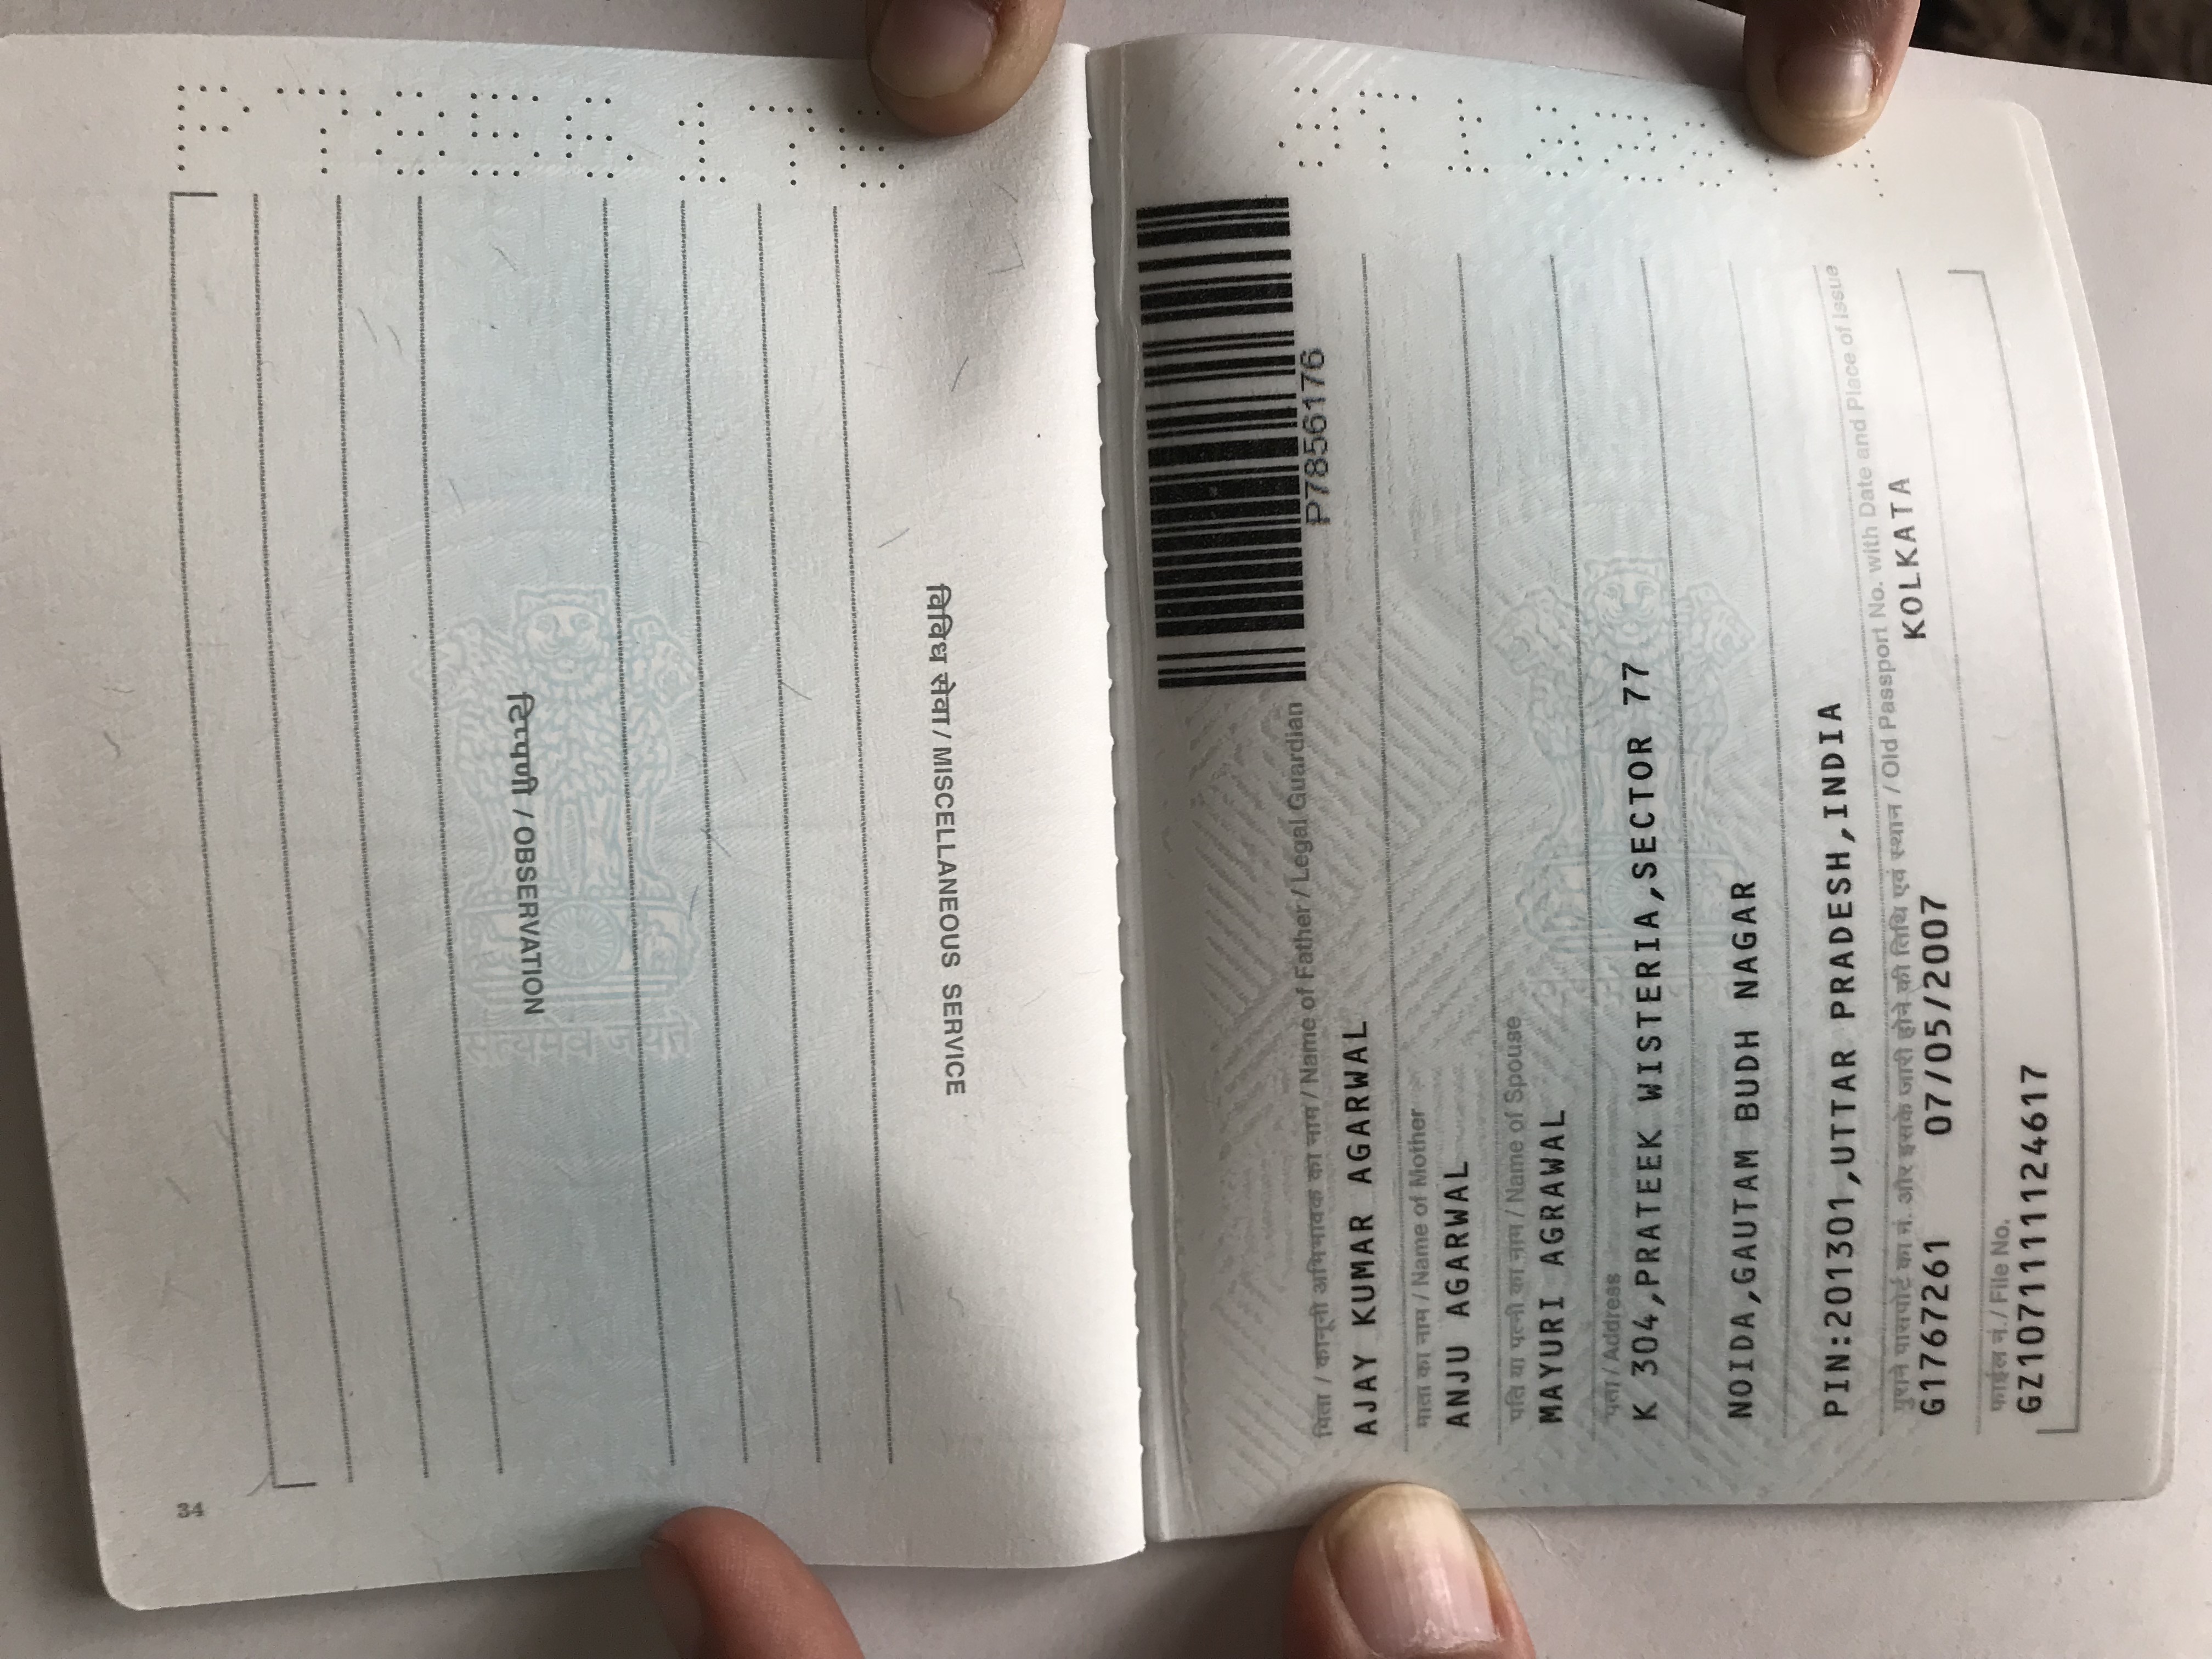 34
टिप्पणी / OBSERVATION
विविध सेवा / MISCELLANEOUS SERVICE
P7856176
पिता / कानूनी अभिभावक का नाम / Name of Father / Legal Guardian
AJAY KUMAR AGARWAL
माता का नाम / Name of Mother
ANJU AGARWAL
पति या पत्नी का नाम / Name of Spouse
MAYURI AGRAWAL
पता / Address
K 304,PRATEEK WISTERIA,SECTOR 77
NOIDA,GAUTAM BUDH NAGAR
PIN:201301,UTTAR PRADESH,INDIA
पुराने पासपोर्ट का नं. और इसके जारी होने की तिथि एवं स्थान / Old Passport No. with Date and Place of Issue
G1767261 07/05/2007 KOLKATA
फाईल नं./ File No.
GZ1071111124617